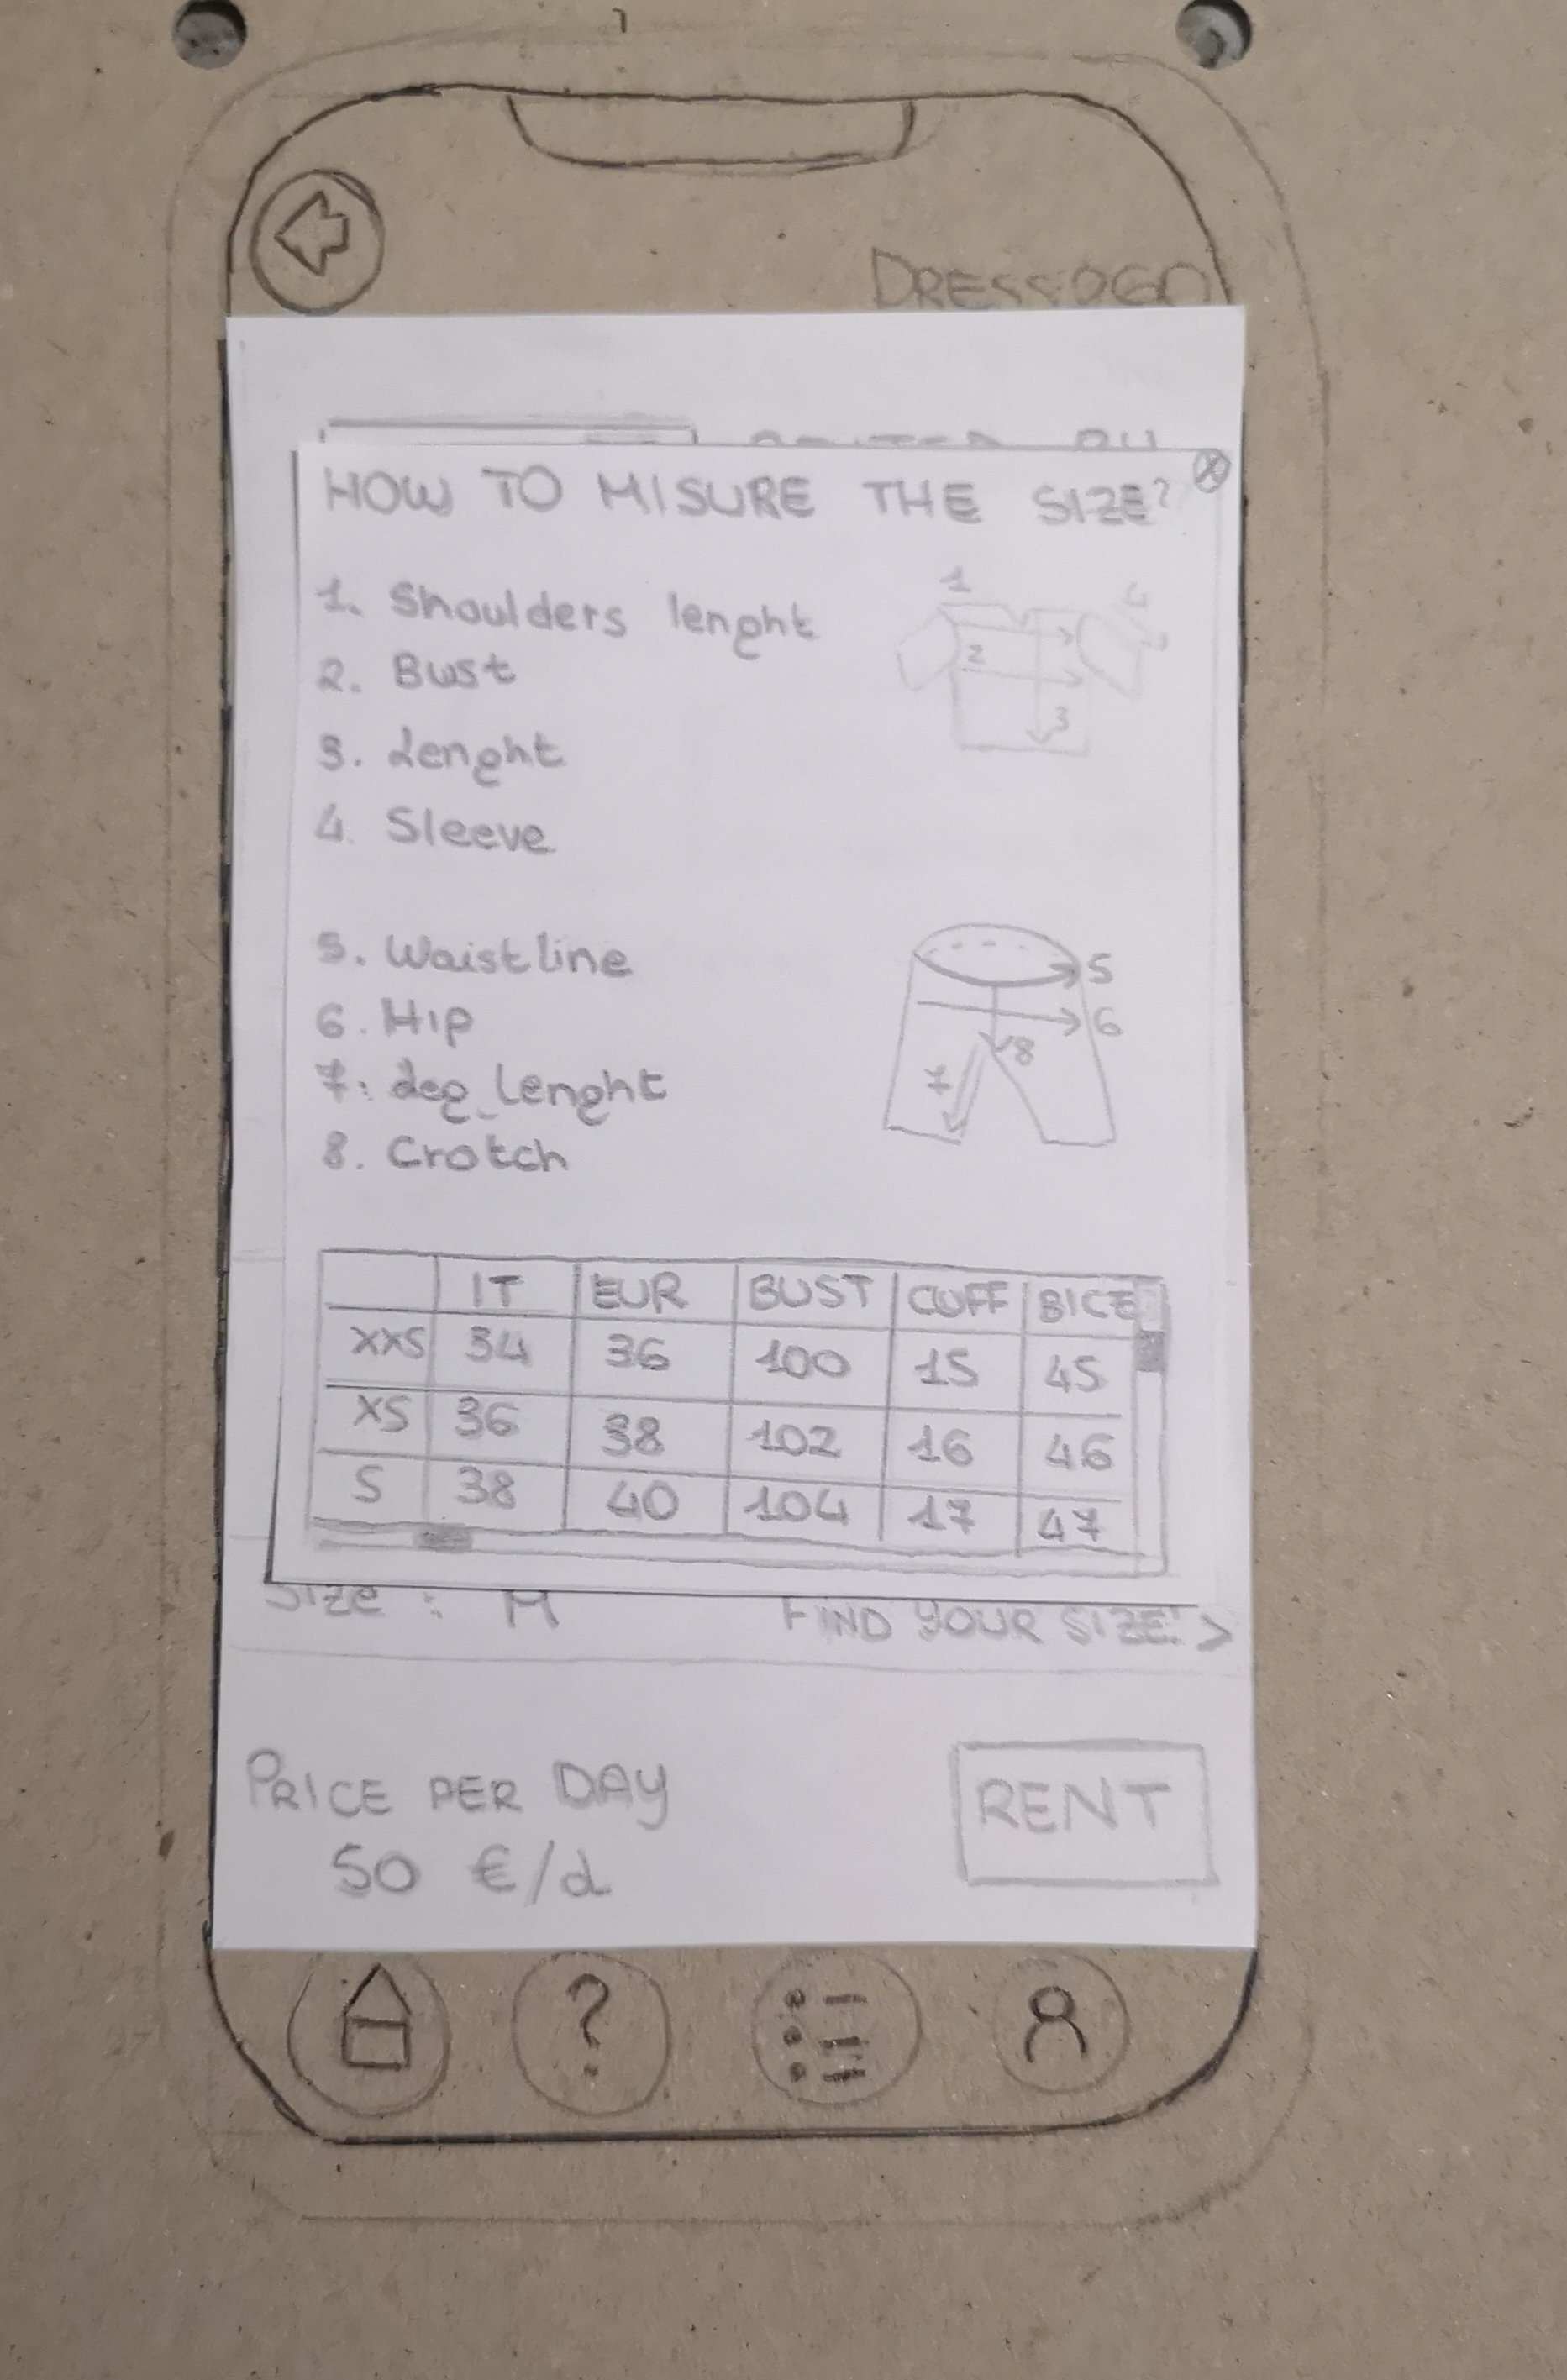 DRESS2GO
HOW TO MISURE THE SIZE?
1. Shoulders lenght
2. Bust
3. Lenght
4. Sleeve
1
4
2
3
5. Waistline
6. Hip
7. Leg lenght
8. Crotch
5
6
8
7
IT EUR BUST CUFF BICE
XXS 34 36 100 15 45
XS 36 38 102 16 46
S 38 40 104 17 47
Size : M FIND YOUR SIZE! >
PRICE PER DAY
50 €/d
RENT
?